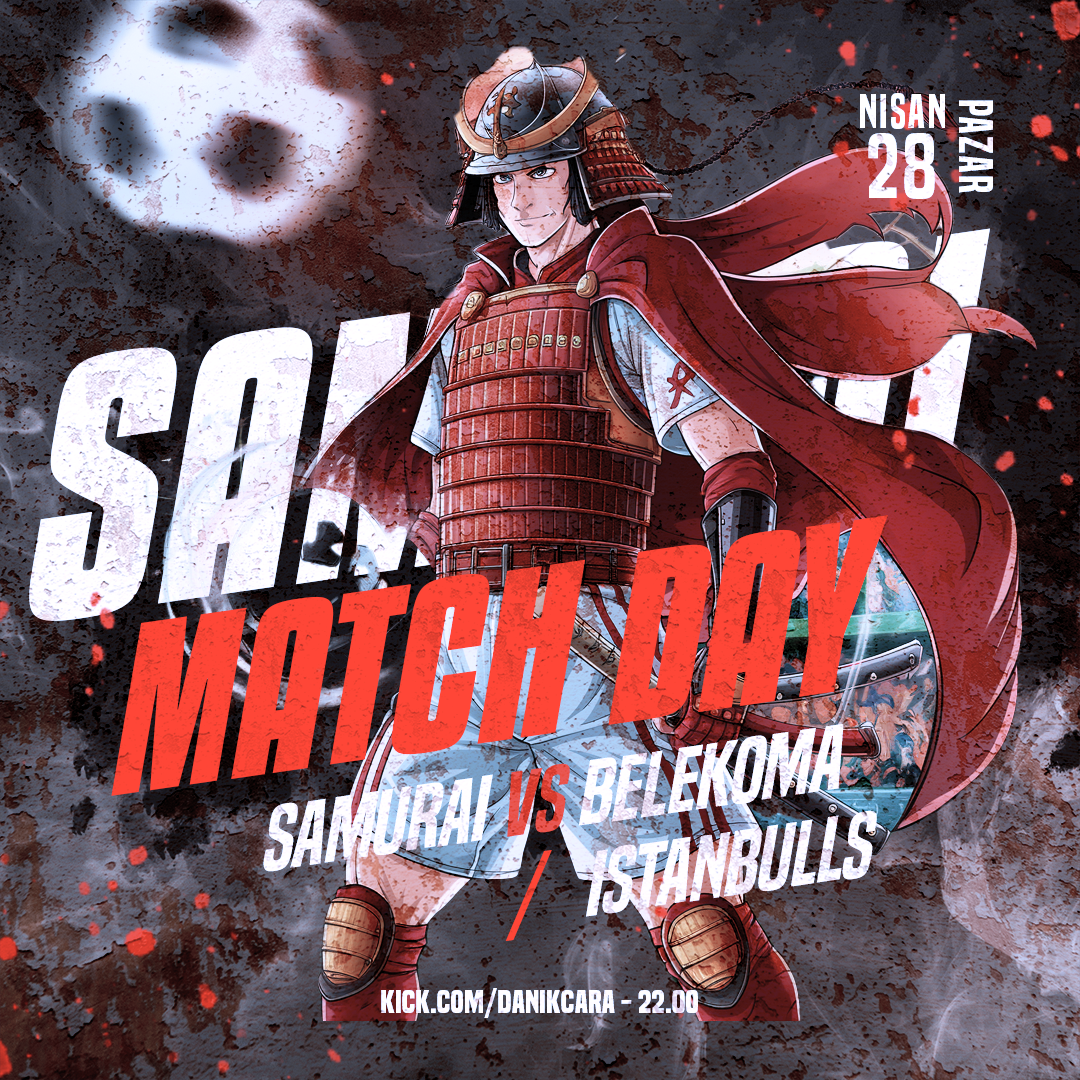 NiSAN
28
PAZAR
MATCH DAY
SAMURAI VS BELEKOMA
/ ISTANBULLS
KICK.COM/DANIKCARA - 22.00